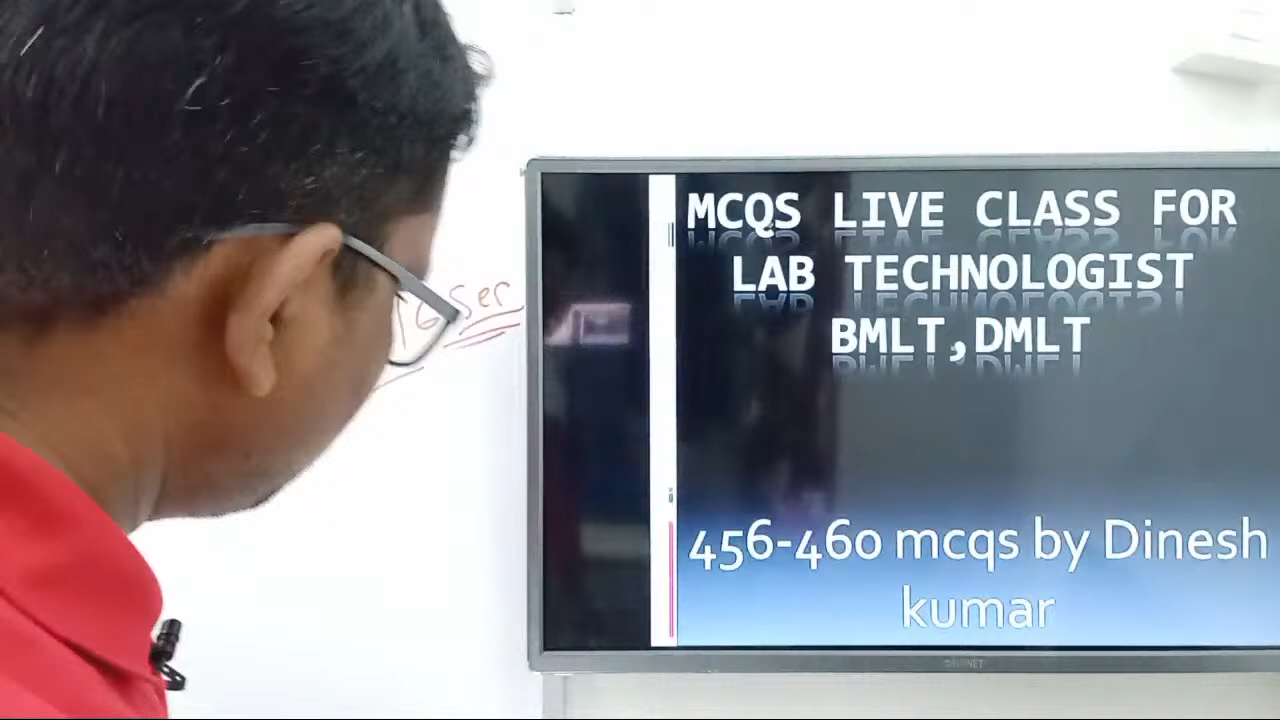 MCQS LIVE CLASS FOR
LAB TECHNOLOGIST
BMLT,DMLT
456-460 mcqs by Dinesh
kumar